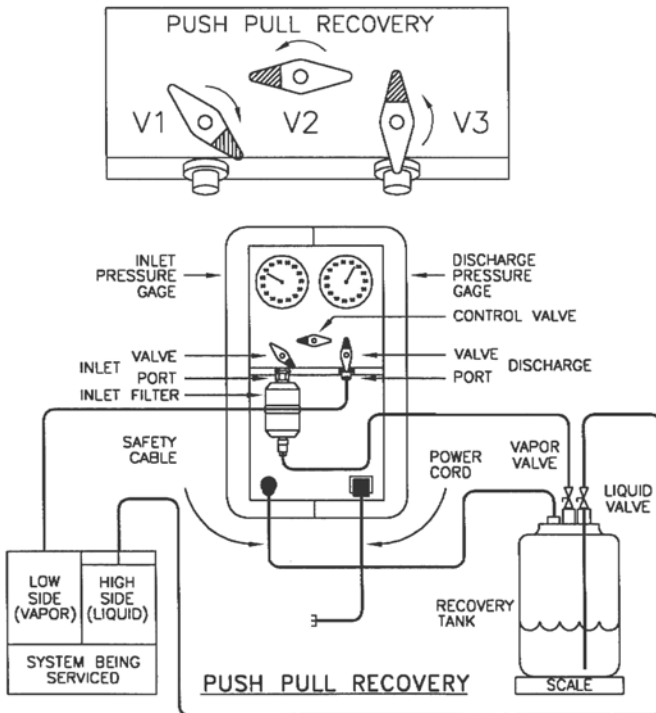 PUSH PULL RECOVERY
V1
V2
V3
INLET
PRESSURE
GAGE
DISCHARGE
PRESSURE
GAGE
CONTROL VALVE
VALVE
INLET
PORT
INLET FILTER
VALVE
DISCHARGE
PORT
SAFETY
CABLE
POWER
CORD
VAPOR
VALVE
LIQUID
VALVE
LOW
SIDE
(VAPOR)
HIGH
SIDE
(LIQUID)
SYSTEM BEING
SERVICED
RECOVERY
TANK
SCALE
PUSH PULL RECOVERY